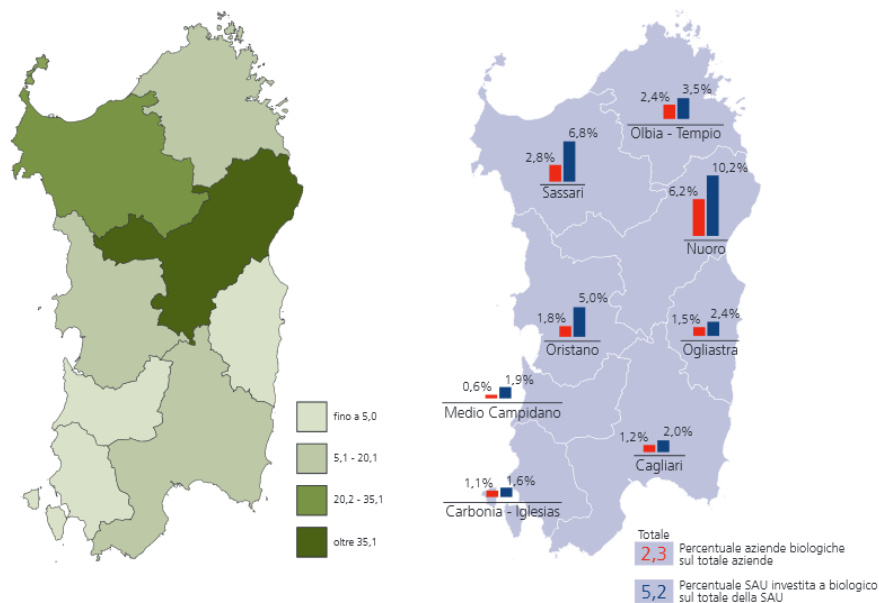 fino a 5,0
5,1 - 20,1
20,2 - 35,1
oltre 35,1
2,4% 3,5%
Olbia - Tempio
2,8% 6,8%
Sassari
6,2% 10,2%
Nuoro
1,8% 5,0%
Oristano
1,5% 2,4%
Ogliastra
0,6% 1,9%
Medio Campidano
1,2% 2,0%
Cagliari
1,1% 1,6%
Carbonia - Iglesias
Totale
2,3 Percentuale aziende biologiche
sul totale aziende
5,2 Percentuale SAU investita a biologico
sul totale della SAU